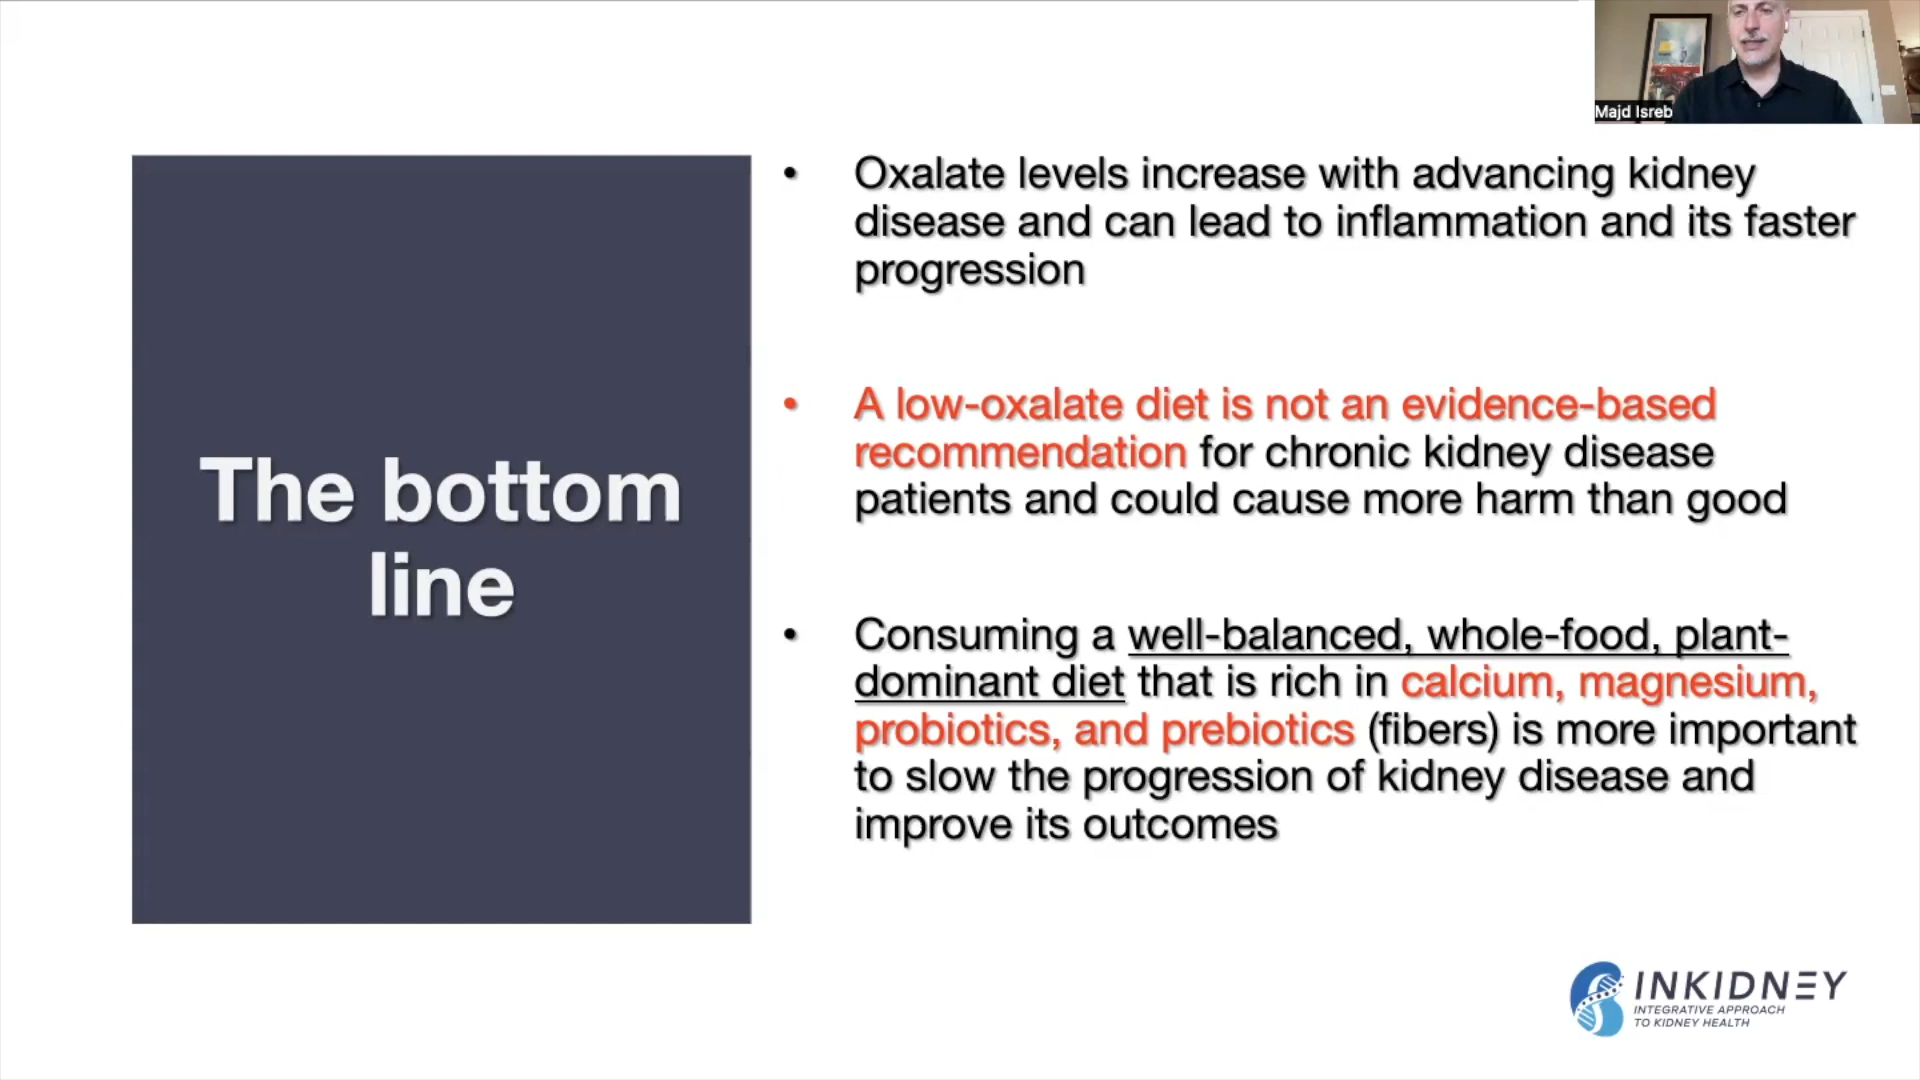 Majd Isreb
The bottom
line
• Oxalate levels increase with advancing kidney
disease and can lead to inflammation and its faster
progression
• A low-oxalate diet is not an evidence-based
recommendation for chronic kidney disease
patients and could cause more harm than good
• Consuming a well-balanced, whole-food, plant-
dominant diet that is rich in calcium, magnesium,
probiotics, and prebiotics (fibers) is more important
to slow the progression of kidney disease and
improve its outcomes
INKIDNEY
INTEGRATIVE APPROACH
TO KIDNEY HEALTH